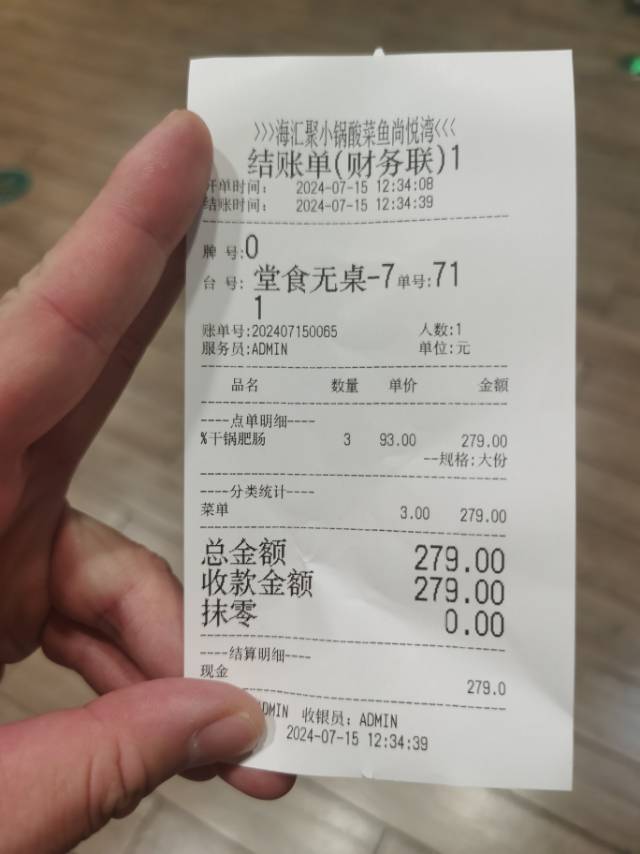 >>>海汇聚小锅酸菜鱼尚悦湾<<<
结账单(财务联)1
开单时间： 2024-07-15 12:34:08
结账时间： 2024-07-15 12:34:39
牌 号:0
台 号: 堂食无桌-7单号:71
1
账单号:202407150065 人数:1
服务员:ADMIN 单位:元
品名 数量 单价 金额
----点单明细----
%干锅肥肠 3 93.00 279.00
--规格:大份
----分类统计----
菜单 3.00 279.00
总金额 279.00
收款金额 279.00
抹零 0.00
----结算明细----
现金 279.0
DMIN 收银员: ADMIN
2024-07-15 12:34:39